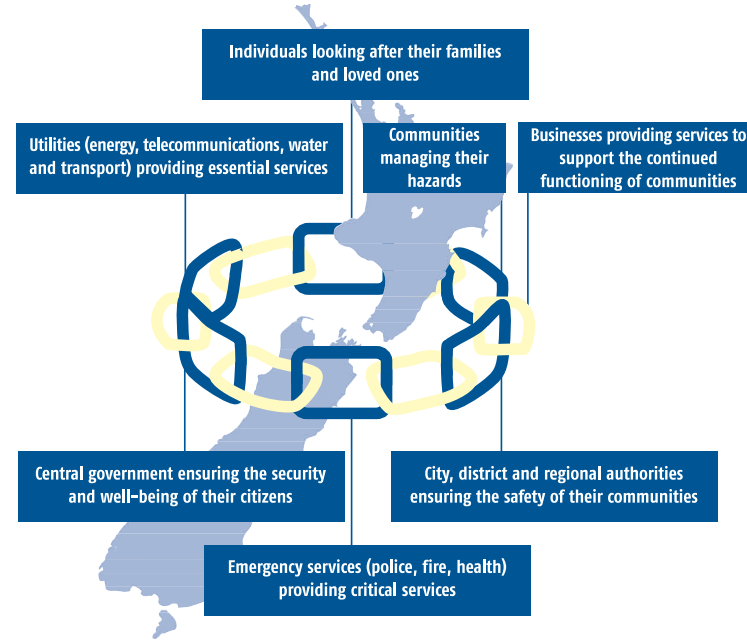 Individuals looking after their families
and loved ones
Utilities (energy, telecommunications, water
and transport) providing essential services
Communities
managing their
hazards
Businesses providing services to
support the continued
functioning of communities
Central government ensuring the security
and well-being of their citizens
City, district and regional authorities
ensuring the safety of their communities
Emergency services (police, fire, health)
providing critical services